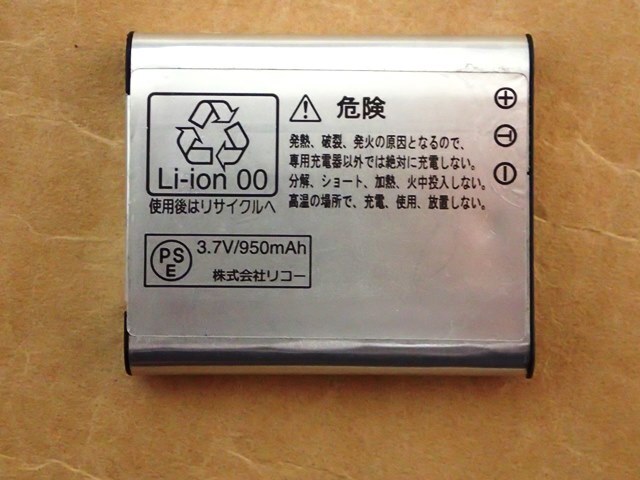 危険
発熱、破裂、発火の原因となるので、
専用充電器以外では絶対に充電しない。
分解、ショート、加熱、火中投入しない。
高温の場所で、充電、使用、放置しない。
Li-ion 00
使用後はリサイクルへ
PS
E
3.7V/950mAh
株式会社リコー
+
T
−